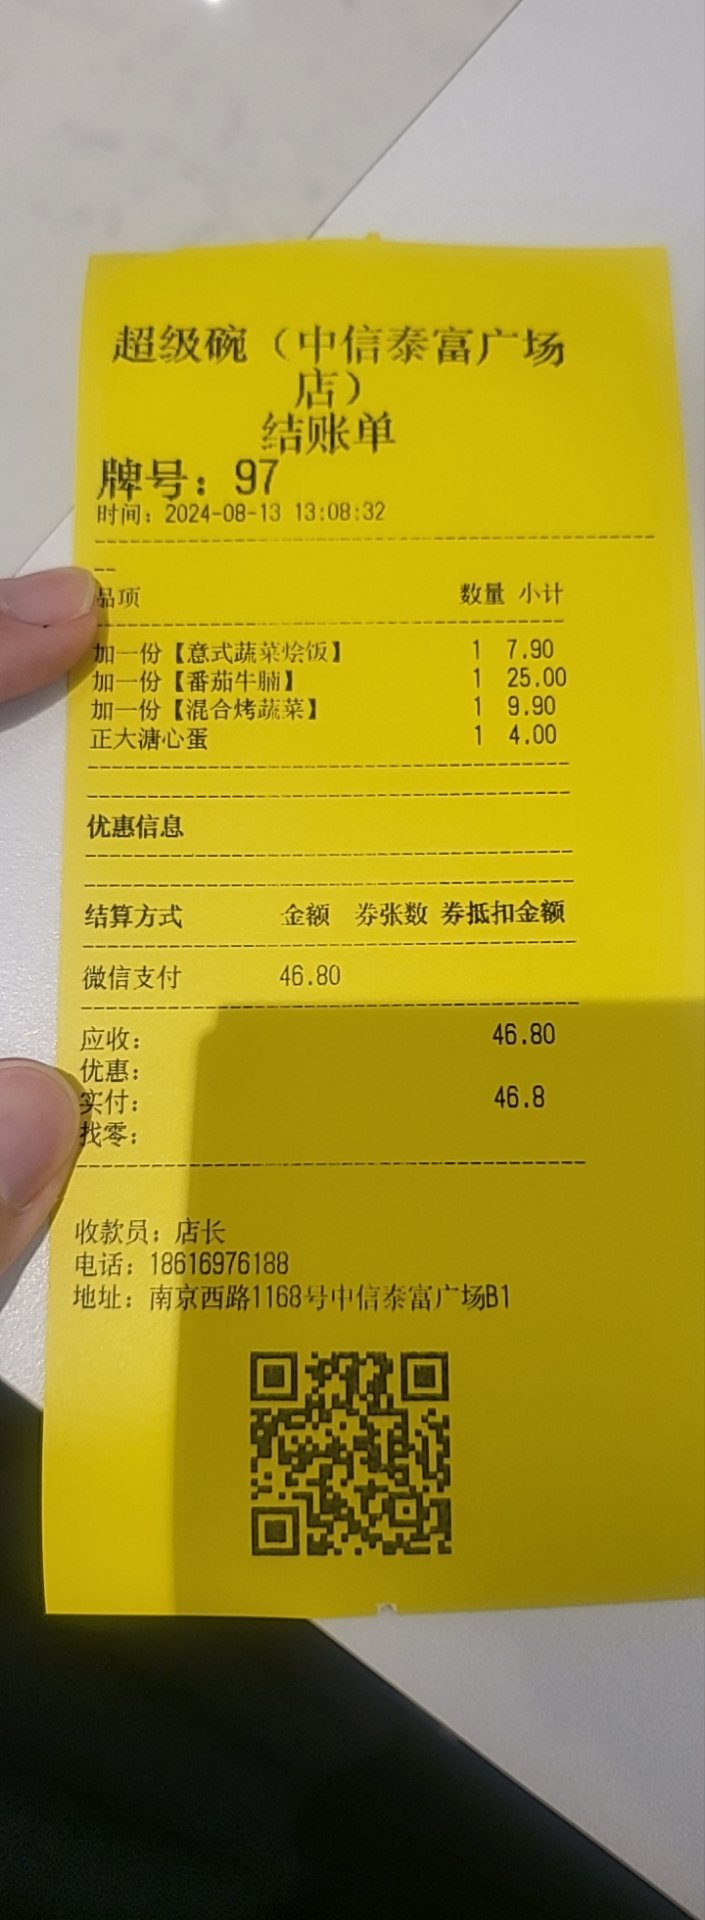 超级碗（中信泰富广场
店）
结账单
牌号：97
时间：2024-08-13 13:08:32
--
品项 数量 小计
加一份【意式蔬菜烩饭】 1 7.90
加一份【番茄牛腩】 1 25.00
加一份【混合烤蔬菜】 1 9.90
正大溏心蛋 1 4.00
优惠信息
结算方式 金额 券张数 券抵扣金额
微信支付 46.80
应收： 46.80
优惠：
实付： 46.8
找零：
收款员：店长
电话：18616976188
地址：南京西路1168号中信泰富广场B1